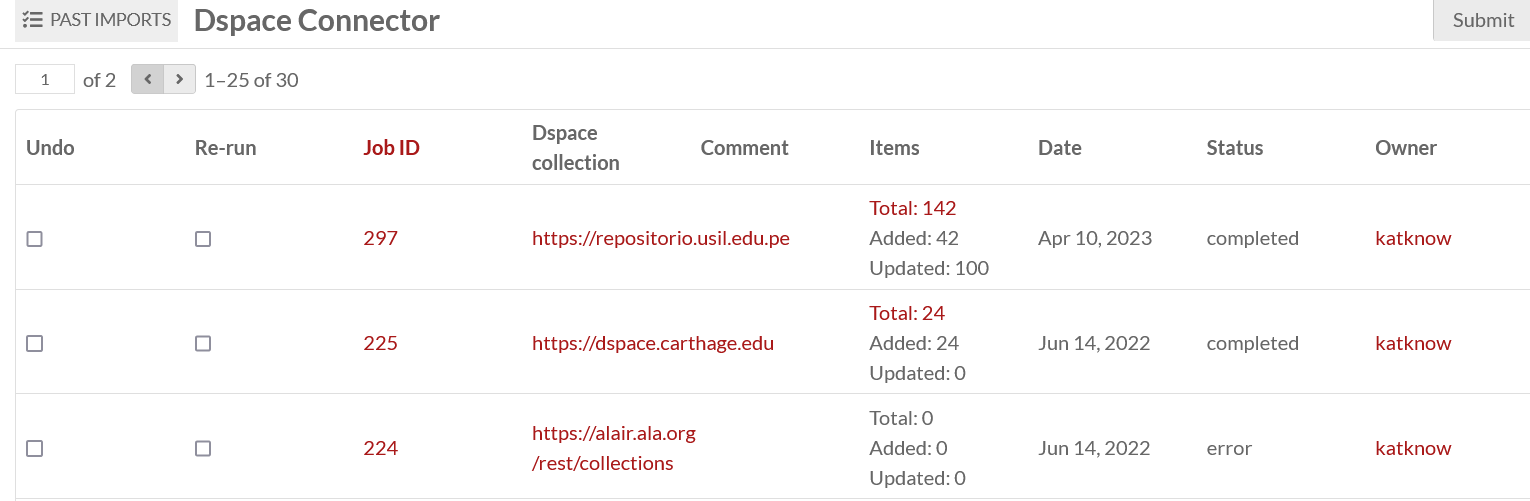 PAST IMPORTS Dspace Connector Submit
1 of 2 1–25 of 30
Undo Re-run Job ID Dspace collection Comment Items Date Status Owner
297 https://repositorio.usil.edu.pe Total: 142 Added: 42 Updated: 100 Apr 10, 2023 completed katknow
225 https://dspace.carthage.edu Total: 24 Added: 24 Updated: 0 Jun 14, 2022 completed katknow
224 https://alair.ala.org /rest/collections Total: 0 Added: 0 Updated: 0 Jun 14, 2022 error katknow